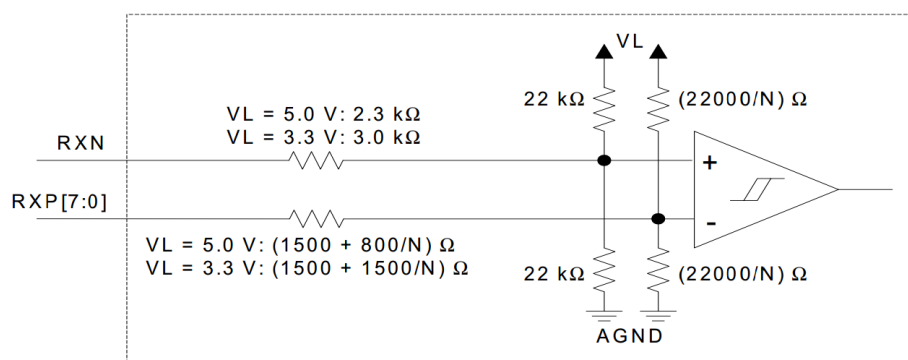 VL
22 kΩ
(22000/N) Ω
VL = 5.0 V: 2.3 kΩ
VL = 3.3 V: 3.0 kΩ
RXN
+
RXP[7:0]
-
VL = 5.0 V: (1500 + 800/N) Ω
VL = 3.3 V: (1500 + 1500/N) Ω
22 kΩ
(22000/N) Ω
AGND